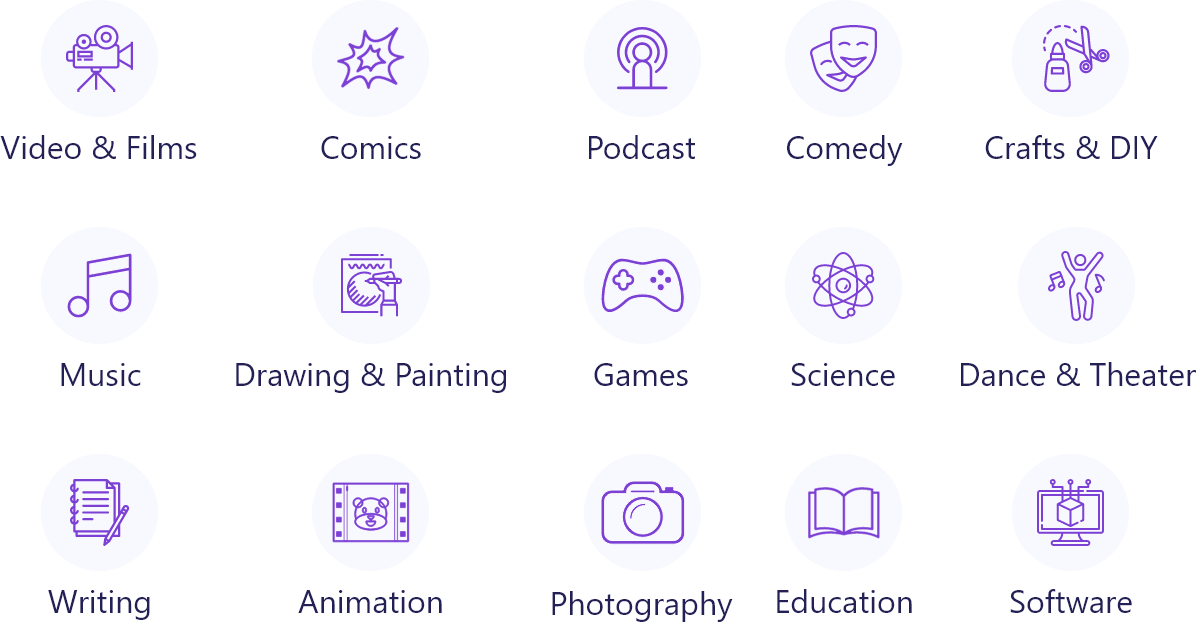 Video & Films
Comics
Podcast
Comedy
Crafts & DIY
Music
Drawing & Painting
Games
Science
Dance & Theater
Writing
Animation
Photography
Education
Software